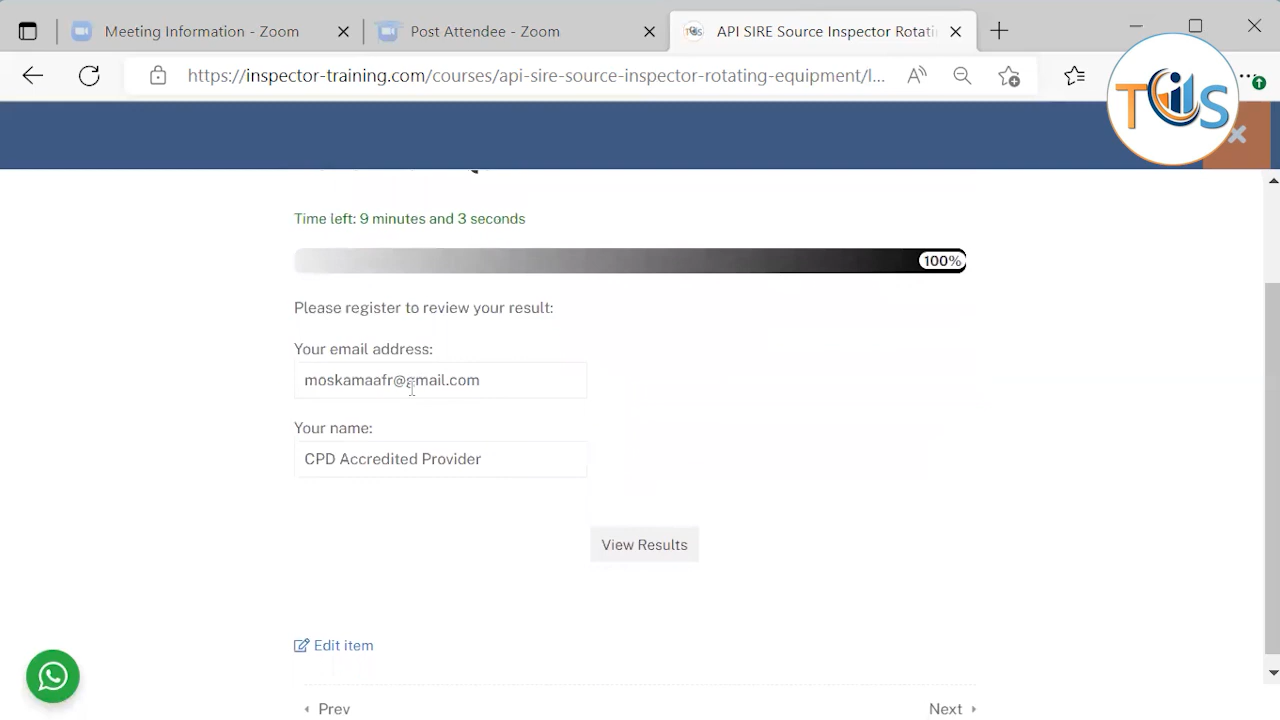 Meeting Information - Zoom
Post Attendee - Zoom
API SIRE Source Inspector Rotati
https://inspector-training.com/courses/api-sire-source-inspector-rotating-equipment/l...
TIS
Time left: 9 minutes and 3 seconds
100%
Please register to review your result:
Your email address:
moskamaafr@gmail.com
Your name:
CPD Accredited Provider
View Results
Edit item
Prev
Next